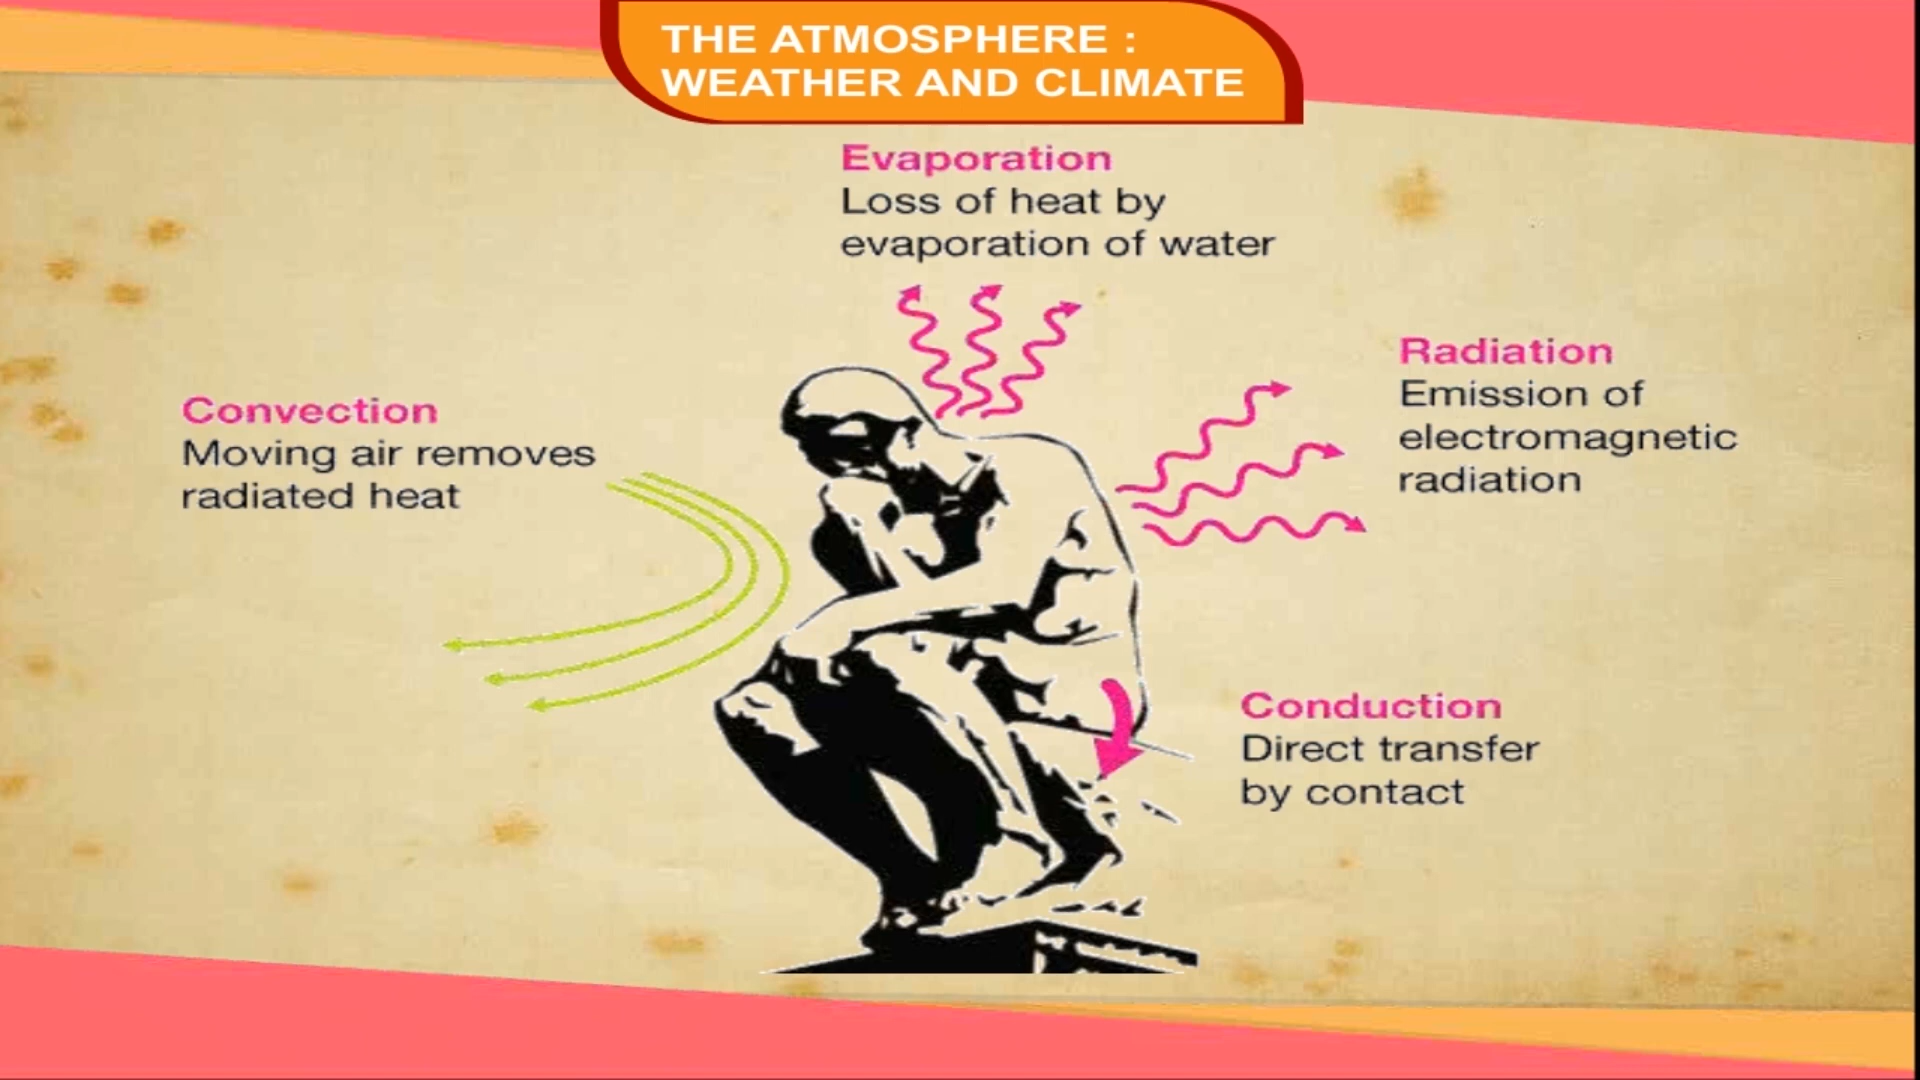 THE ATMOSPHERE :
WEATHER AND CLIMATE
Evaporation
Loss of heat by
evaporation of water
Radiation
Emission of
electromagnetic
radiation
Convection
Moving air removes
radiated heat
Conduction
Direct transfer
by contact